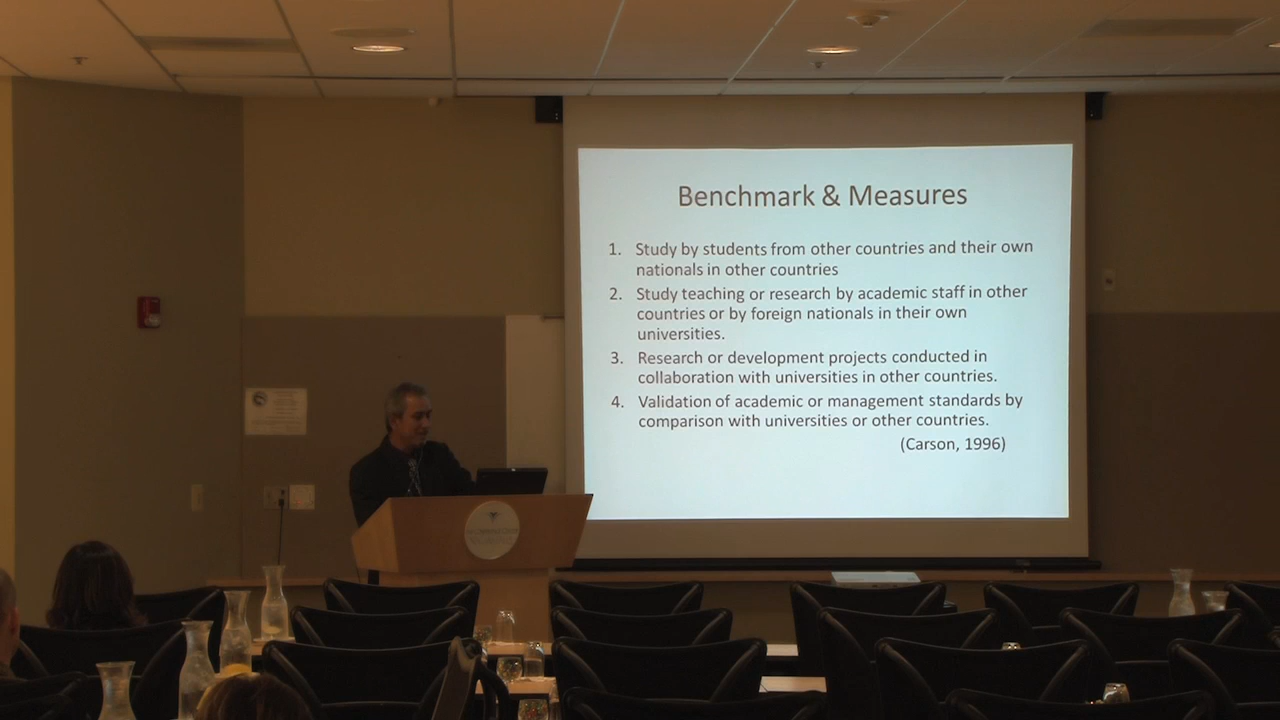 Benchmark & Measures
1. Study by students from other countries and their own
nationals in other countries
2. Study teaching or research by academic staff in other
countries or by foreign nationals in their own
universities.
3. Research or development projects conducted in
collaboration with universities in other countries.
4. Validation of academic or management standards by
comparison with universities or other countries.
(Carson, 1996)